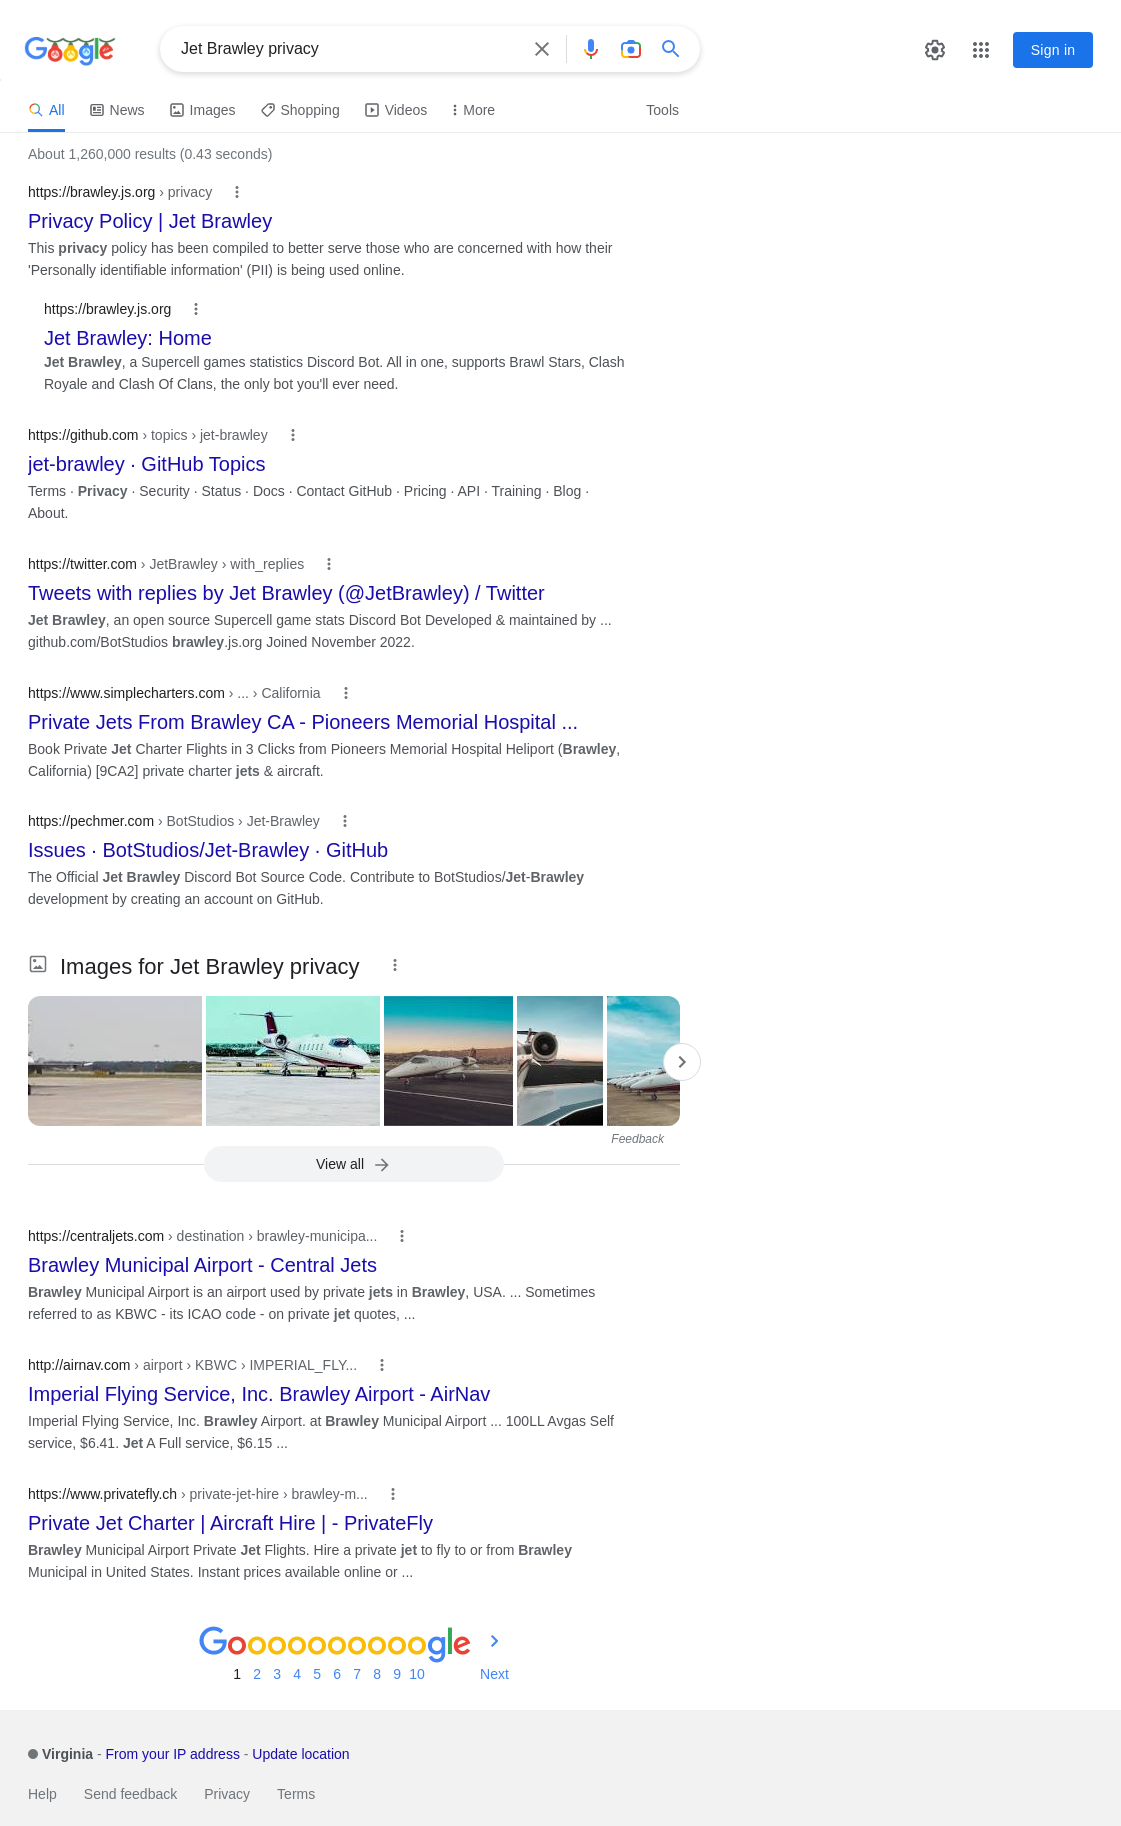 Google
Jet Brawley privacy
Sign in
All
News
Images
Shopping
Videos
More
Tools
About 1,260,000 results (0.43 seconds)
https://brawley.js.org › privacy
Privacy Policy | Jet Brawley
This privacy policy has been compiled to better serve those who are concerned with how their
'Personally identifiable information' (PII) is being used online.
https://brawley.js.org
Jet Brawley: Home
Jet Brawley, a Supercell games statistics Discord Bot. All in one, supports Brawl Stars, Clash
Royale and Clash Of Clans, the only bot you'll ever need.
https://github.com › topics › jet-brawley
jet-brawley · GitHub Topics
Terms · Privacy · Security · Status · Docs · Contact GitHub · Pricing · API · Training · Blog ·
About.
https://twitter.com › JetBrawley › with_replies
Tweets with replies by Jet Brawley (@JetBrawley) / Twitter
Jet Brawley, an open source Supercell game stats Discord Bot Developed & maintained by ...
github.com/BotStudios brawley.js.org Joined November 2022.
https://www.simplecharters.com › ... › California
Private Jets From Brawley CA - Pioneers Memorial Hospital ...
Book Private Jet Charter Flights in 3 Clicks from Pioneers Memorial Hospital Heliport (Brawley,
California) [9CA2] private charter jets & aircraft.
https://pechmer.com › BotStudios › Jet-Brawley
Issues · BotStudios/Jet-Brawley · GitHub
The Official Jet Brawley Discord Bot Source Code. Contribute to BotStudios/Jet-Brawley
development by creating an account on GitHub.
Images for Jet Brawley privacy
Feedback
View all
https://centraljets.com › destination › brawley-municipa...
Brawley Municipal Airport - Central Jets
Brawley Municipal Airport is an airport used by private jets in Brawley, USA. ... Sometimes
referred to as KBWC - its ICAO code - on private jet quotes, ...
http://airnav.com › airport › KBWC › IMPERIAL_FLY...
Imperial Flying Service, Inc. Brawley Airport - AirNav
Imperial Flying Service, Inc. Brawley Airport. at Brawley Municipal Airport ... 100LL Avgas Self
service, $6.41. Jet A Full service, $6.15 ...
https://www.privatefly.ch › private-jet-hire › brawley-m...
Private Jet Charter | Aircraft Hire | - PrivateFly
Brawley Municipal Airport Private Jet Flights. Hire a private jet to fly to or from Brawley
Municipal in United States. Instant prices available online or ...
Goooooooooogle
1 2 3 4 5 6 7 8 9 10 Next
Virginia - From your IP address - Update location
Help Send feedback Privacy Terms